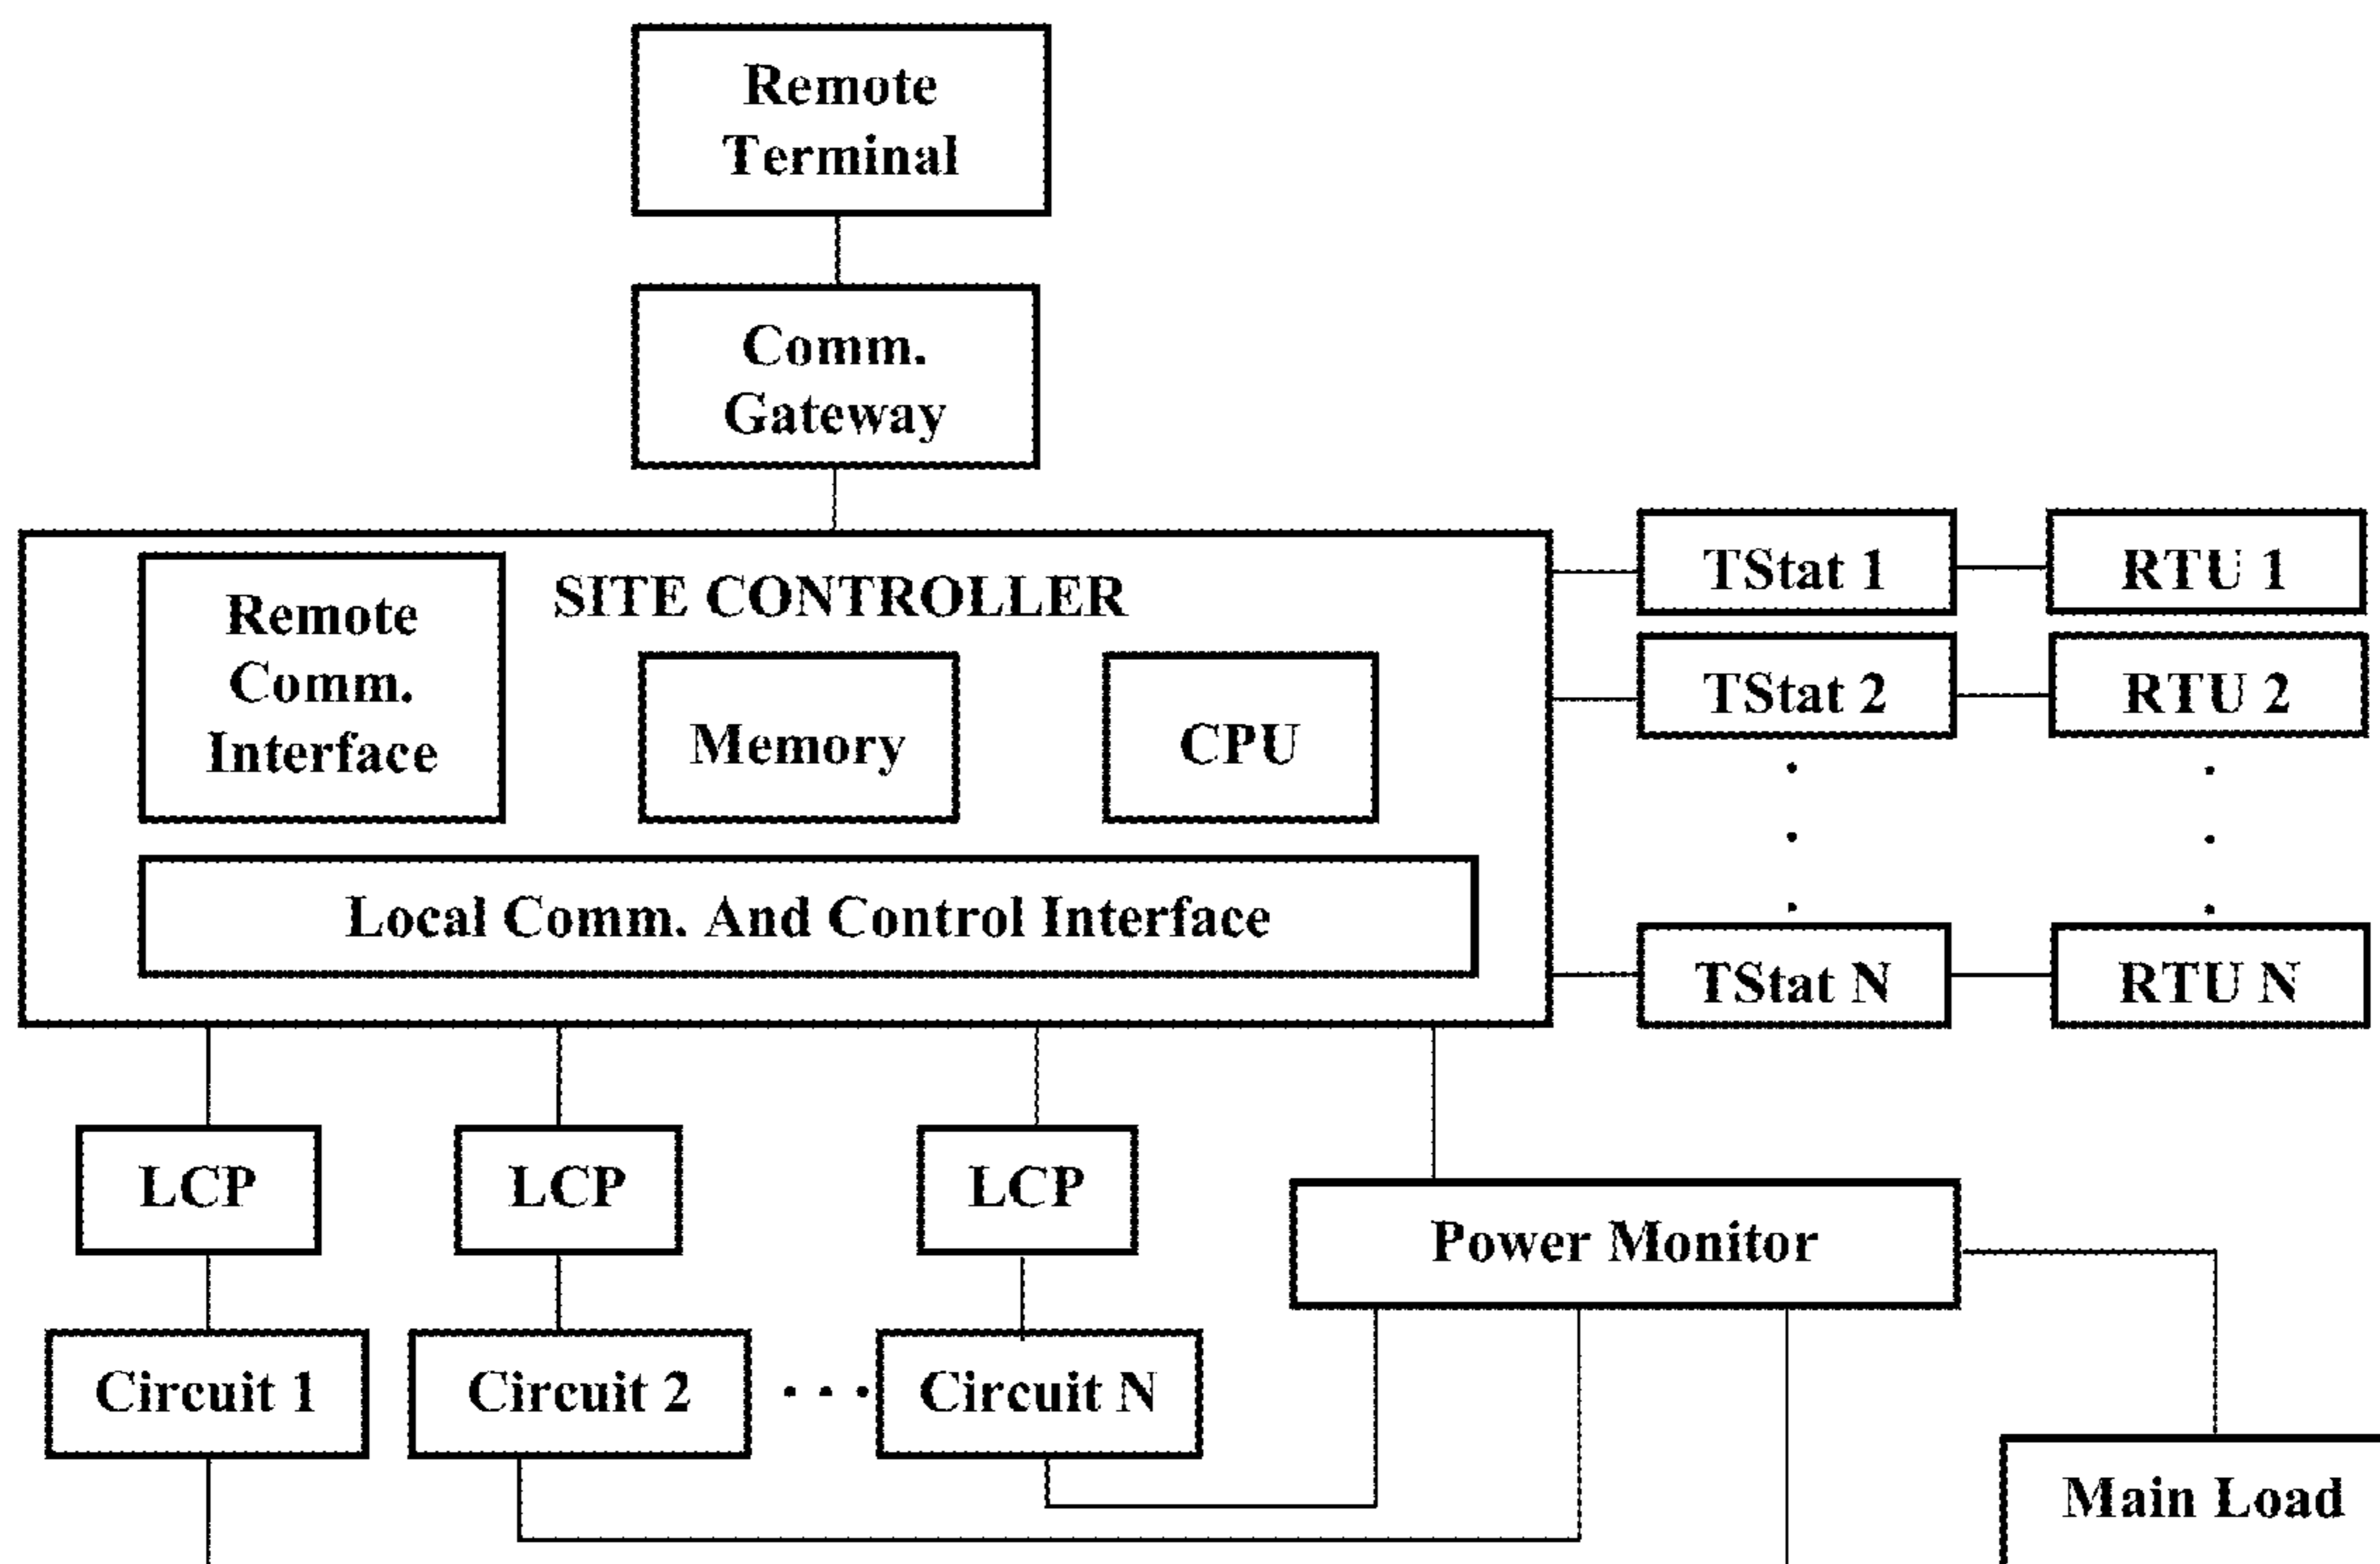 Remote
Terminal
Comm.
Gateway
SITE CONTROLLER
Remote
Comm.
Interface
Memory
CPU
Local Comm. And Control Interface
TStat 1
RTU 1
TStat 2
RTU 2
TStat N
RTU N
LCP
LCP
LCP
Power Monitor
Circuit 1
Circuit 2
. . .
Circuit N
Main Load